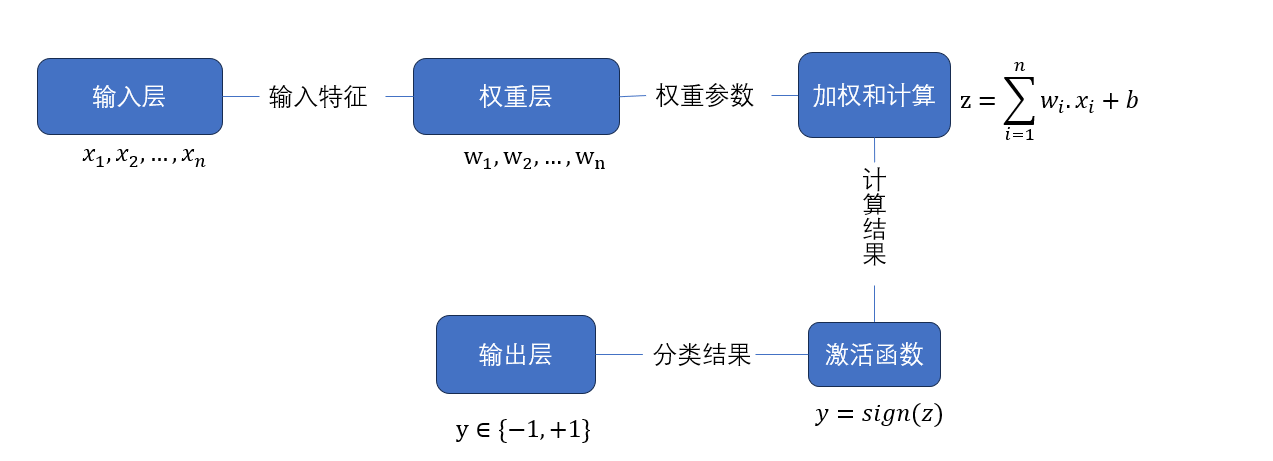 输入层
输入特征
权重层
权重参数
加权和计算
z = ∑_{i=1}^{n} w_i.x_i + b
x_1, x_2, … , x_n
w_1, w_2, … , w_n
计算结果
输出层
分类结果
激活函数
y ∈ {−1, +1}
y = sign(z)